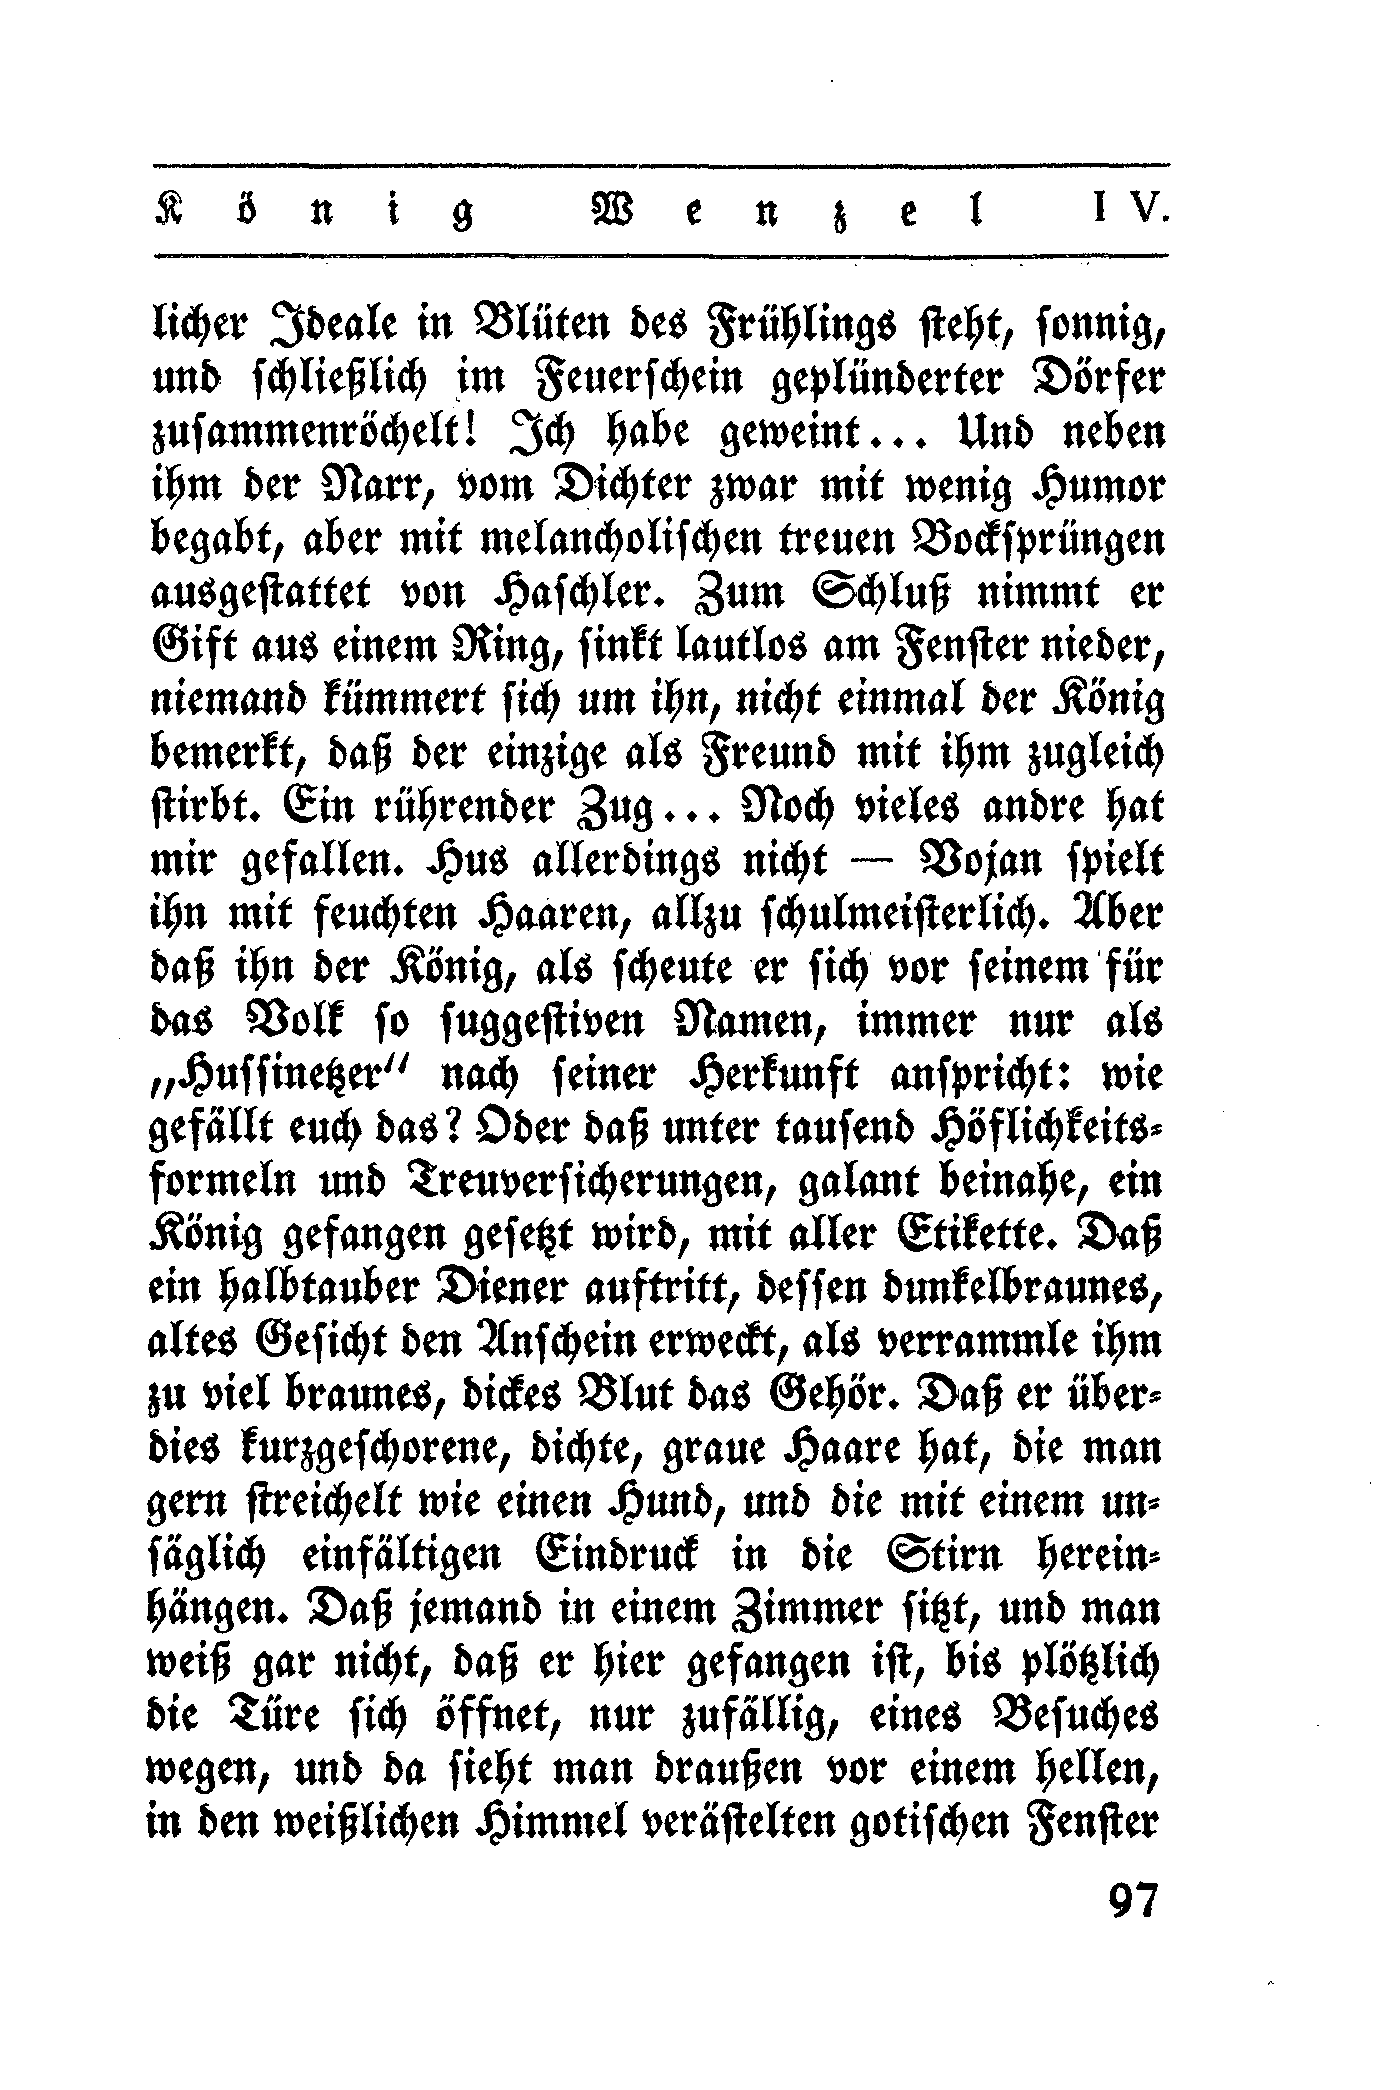 König Wenzel IV.
licher Ideale in Blüten des Frühlings steht, sonnig,
und schließlich im Feuerschein geplünderter Dörfer
zusammenröchelt! Ich habe geweint... Und neben
ihm der Narr, vom Dichter zwar mit wenig Humor
begabt, aber mit melancholischen treuen Bocksprüngen
ausgestattet von Haschler. Zum Schluß nimmt er
Gift aus einem Ring, sinkt lautlos am Fenster nieder,
niemand kümmert sich um ihn, nicht einmal der König
bemerkt, daß der einzige als Freund mit ihm zugleich
stirbt. Ein rührender Zug... Noch vieles andre hat
mir gefallen. Hus allerdings nicht — Vojan spielt
ihn mit feuchten Haaren, allzu schulmeisterlich. Aber
daß ihn der König, als scheute er sich vor seinem für
das Volk so suggestiven Namen, immer nur als
„Hussinetzer“ nach seiner Herkunft anspricht: wie
gefällt euch das? Oder daß unter tausend Höflichkeits-
formeln und Treuversicherungen, galant beinahe, ein
König gefangen gesetzt wird, mit aller Etikette. Daß
ein halbtauber Diener auftritt, dessen dunkelbraunes,
altes Gesicht den Anschein erweckt, als verrammle ihm
zu viel braunes, dickes Blut das Gehör. Daß er über-
dies kurzgeschorene, dichte, graue Haare hat, die man
gern streichelt wie einen Hund, und die mit einem un-
säglich einfältigen Eindruck in die Stirn herein-
hängen. Daß jemand in einem Zimmer sitzt, und man
weiß gar nicht, daß er hier gefangen ist, bis plötzlich
die Türe sich öffnet, nur zufällig, eines Besuches
wegen, und da sieht man draußen vor einem hellen,
in den weißlichen Himmel verästelten gotischen Fenster
97